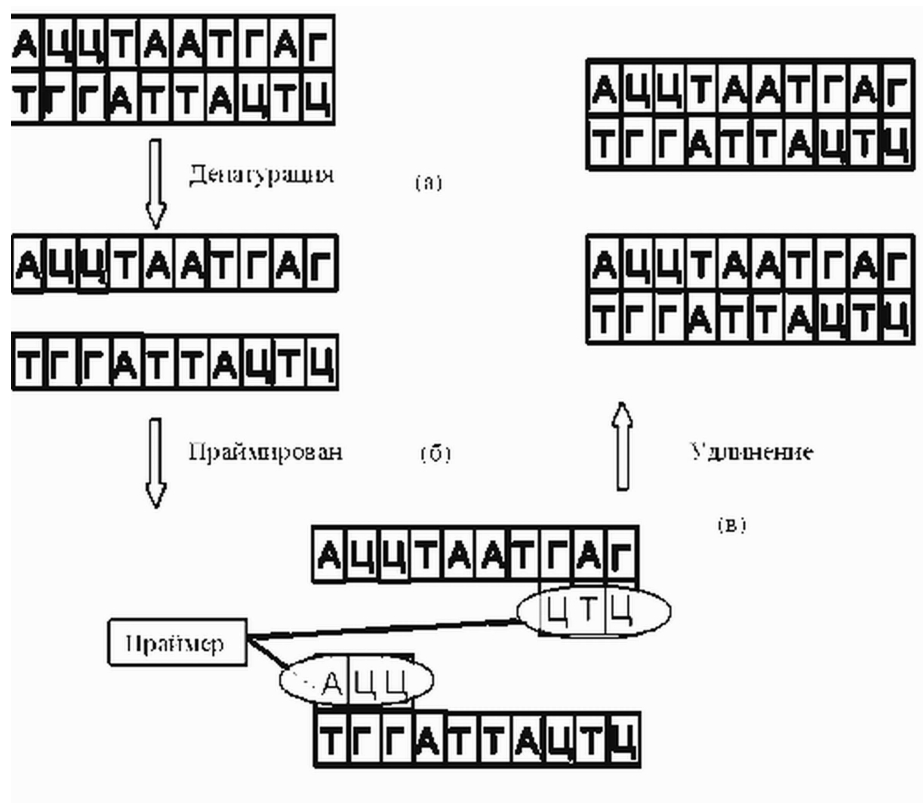 АЦЦТААТГАГ
ТГГАТТАЦТЦ
Денатурация (а)
АЦЦТААТГАГ
ТГГАТТАЦТЦ
Праймирован (б)
АЦЦТААТГАГ
ЦТЦ
Праймер
АЦЦ
ТГГАТТАЦТЦ
АЦЦТААТГАГ
ТГГАТТАЦТЦ
АЦЦТААТГАГ
ТГГАТТАЦТЦ
Удлинение
(в)